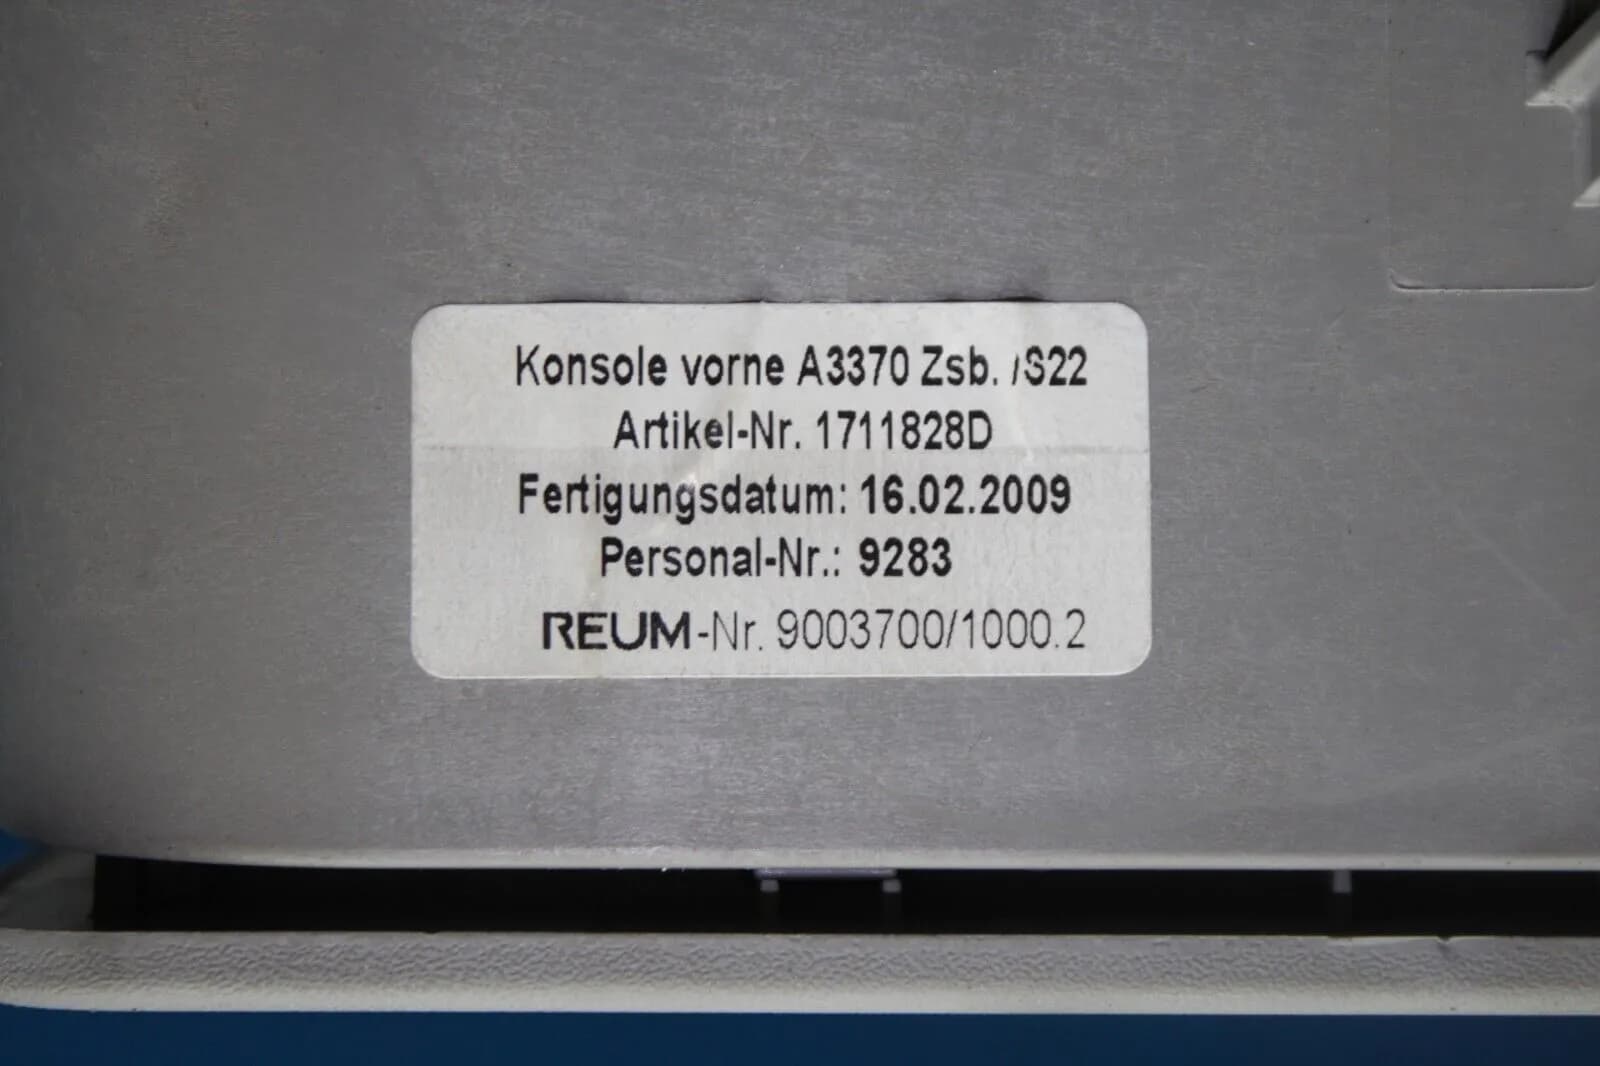 Konsole vorne A3370 Zsb. /S22
Artikel-Nr. 1711828D
Fertigungsdatum: 16.02.2009
Personal-Nr.: 9283
REUM-Nr. 9003700/1000.2